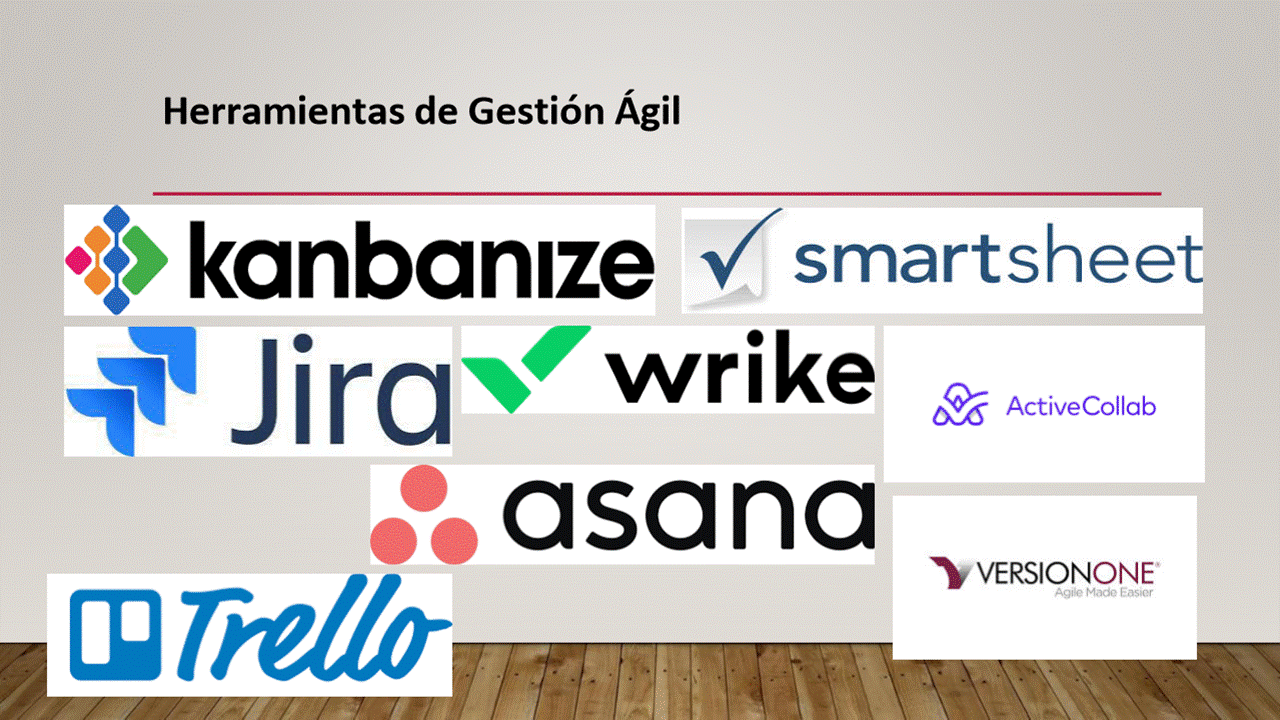 Herramientas de Gestión Ágil
kanbanize
smartsheet
Jira
wrike
ActiveCollab
asana
VERSIONONE®
Agile Made Easier
Trello